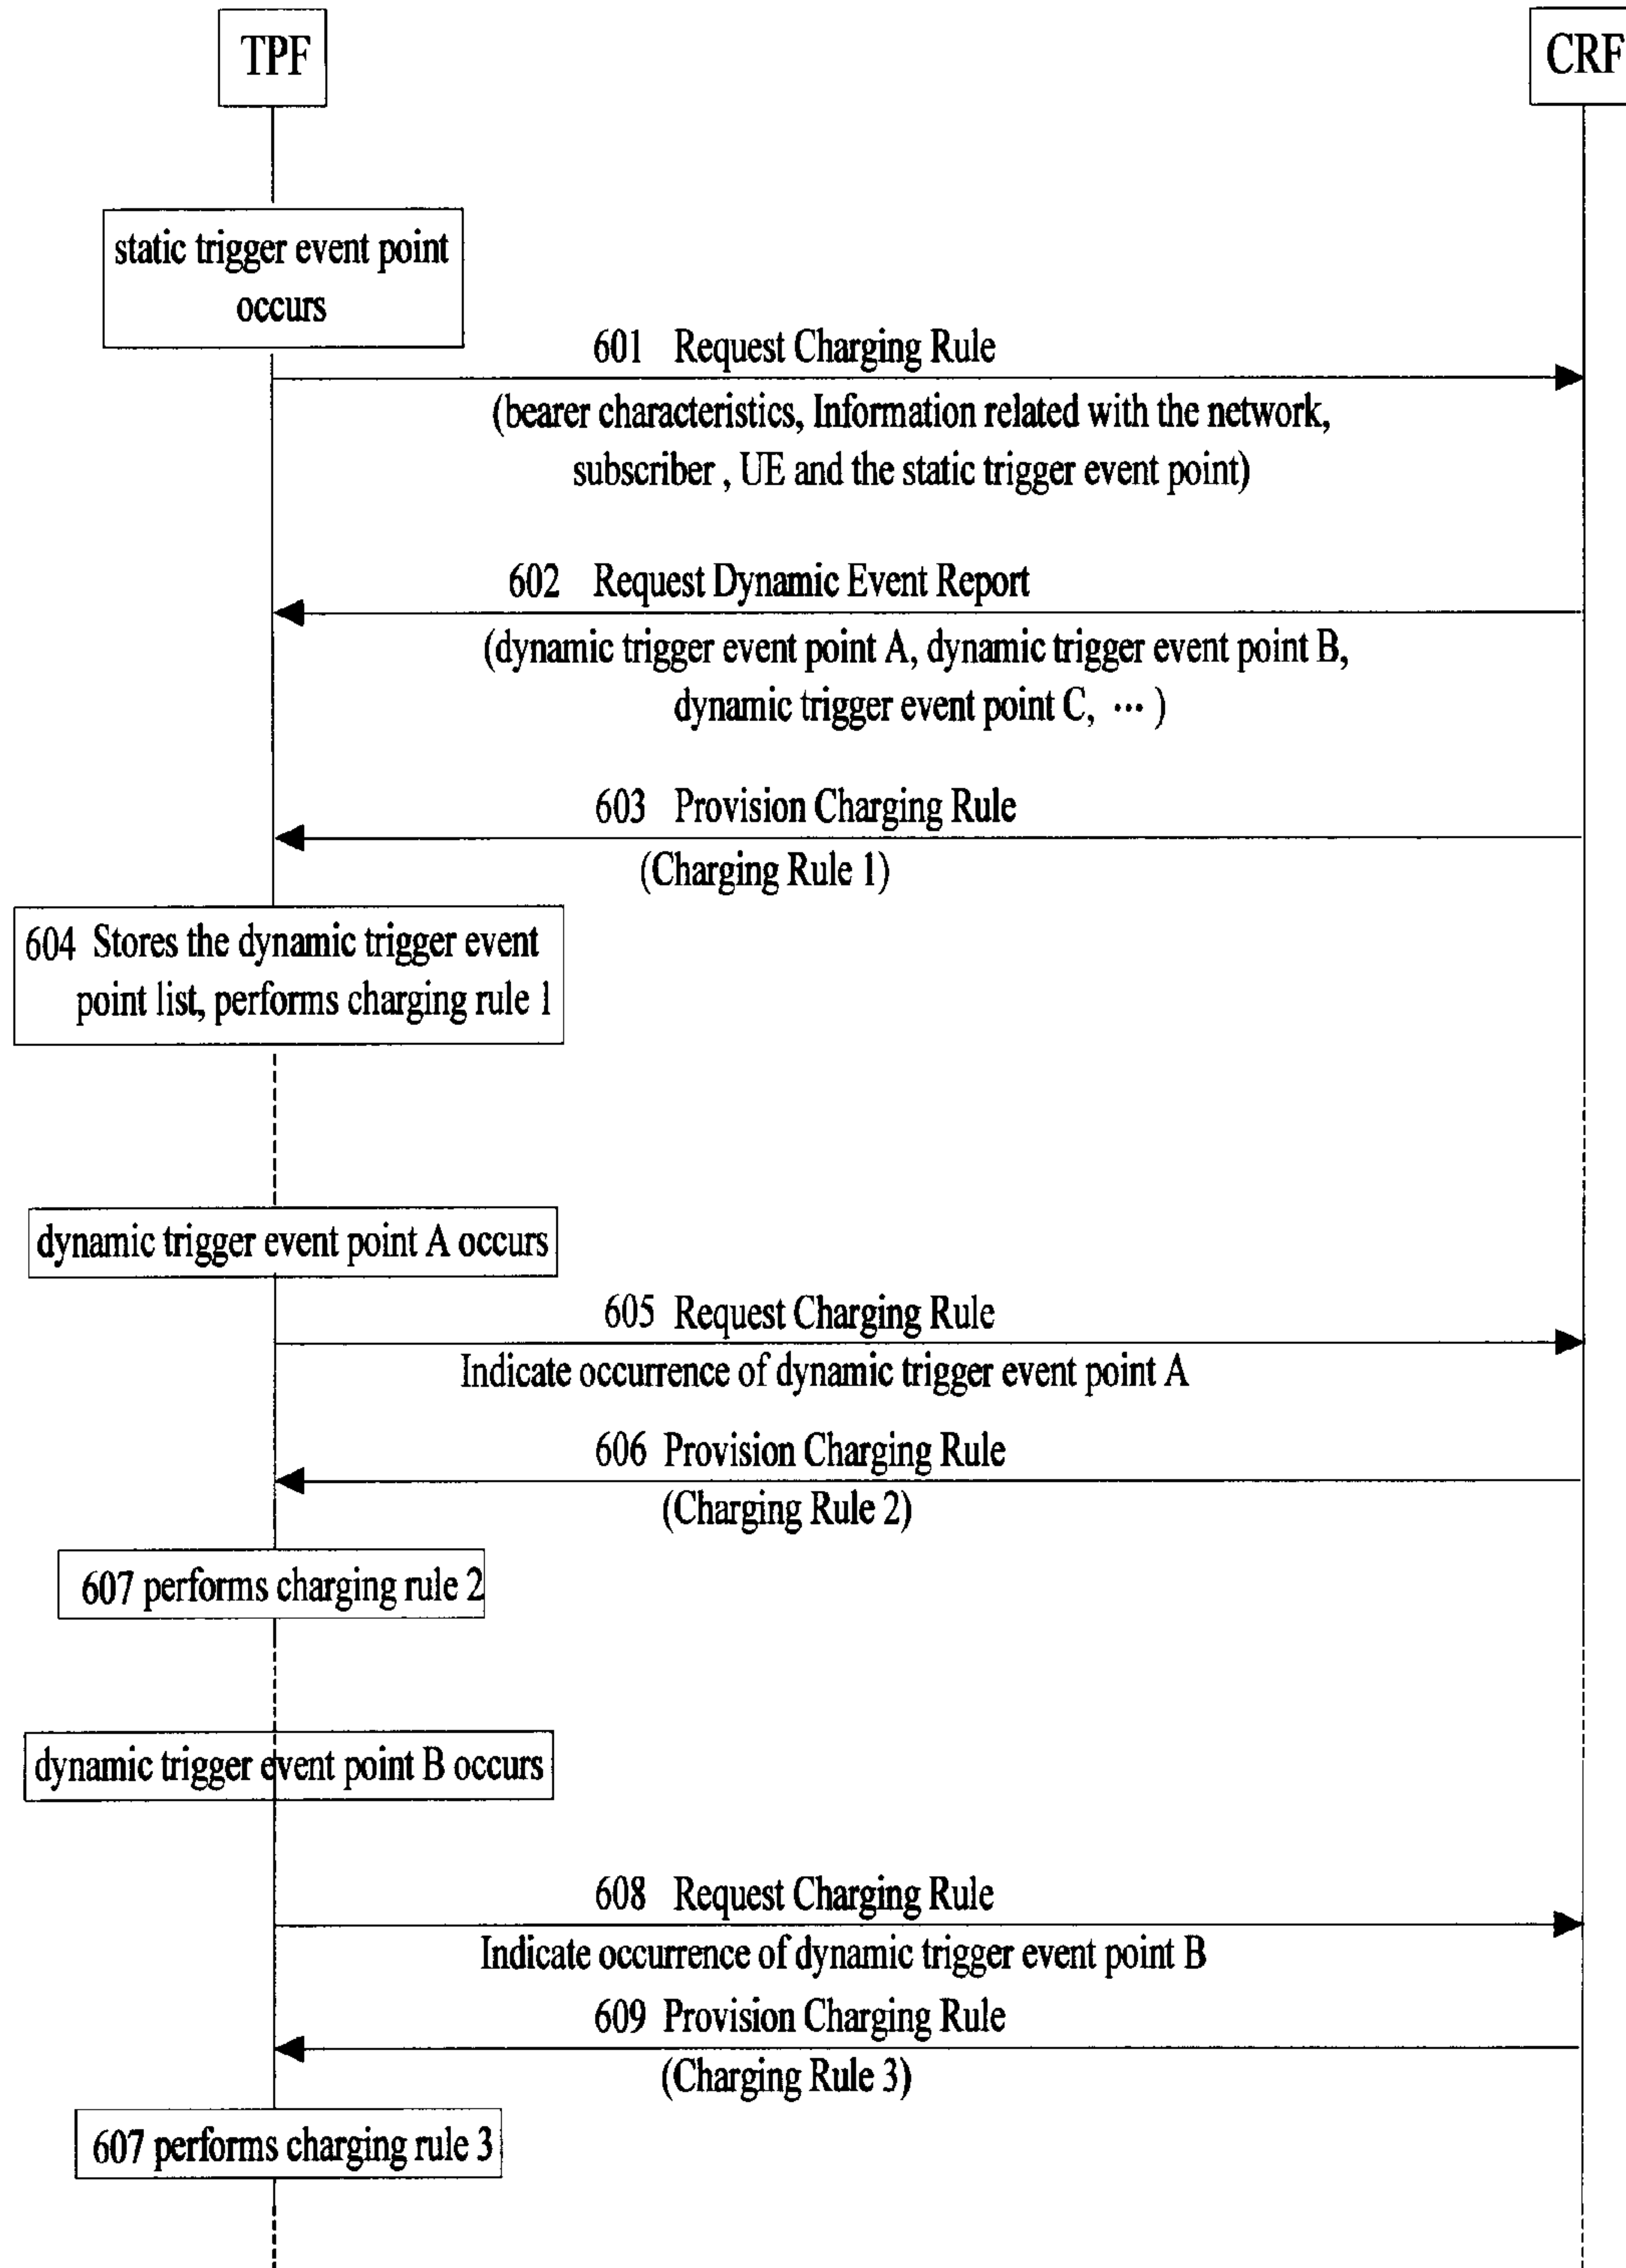 TPF
CRF
static trigger event point
occurs
601 Request Charging Rule
(bearer characteristics, Information related with the network,
subscriber , UE and the static trigger event point)
602 Request Dynamic Event Report
(dynamic trigger event point A, dynamic trigger event point B,
dynamic trigger event point C, ··· )
603 Provision Charging Rule
(Charging Rule 1)
604 Stores the dynamic trigger event
point list, performs charging rule 1
dynamic trigger event point A occurs
605 Request Charging Rule
Indicate occurrence of dynamic trigger event point A
606 Provision Charging Rule
(Charging Rule 2)
607 performs charging rule 2
dynamic trigger event point B occurs
608 Request Charging Rule
Indicate occurrence of dynamic trigger event point B
609 Provision Charging Rule
(Charging Rule 3)
607 performs charging rule 3